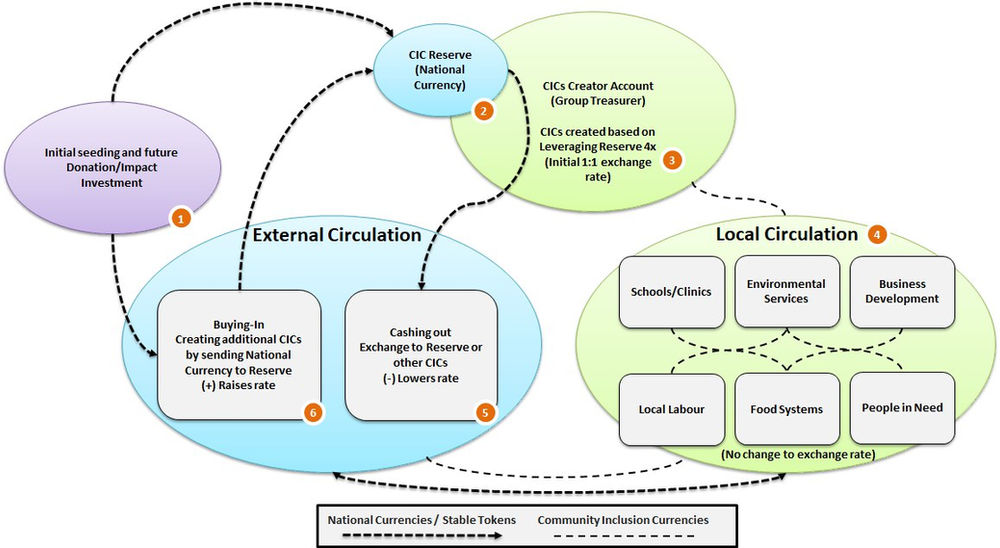 CIC Reserve
(National
Currency)
2
CICs Creator Account
(Group Treasurer)
CICs created based on
Leveraging Reserve 4x
(Initial 1:1 exchange
rate)
3
Initial seeding and future
Donation/Impact
Investment
1
External Circulation
Buying-In
Creating additional CICs
by sending National
Currency to Reserve
(+) Raises rate
6
Cashing out
Exchange to Reserve or
other CICs
(-) Lowers rate
5
Local Circulation
4
Schools/Clinics
Environmental
Services
Business
Development
Local Labour
Food Systems
People in Need
(No change to exchange rate)
National Currencies / Stable Tokens
Community Inclusion Currencies